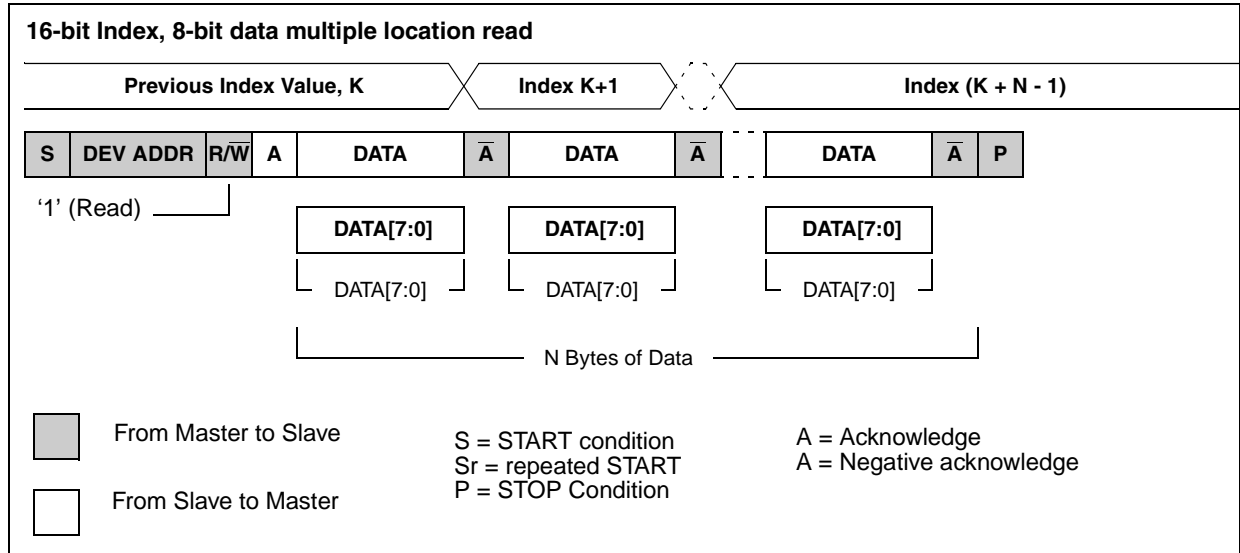 16-bit Index, 8-bit data multiple location read
Previous Index Value, K Index K+1 Index (K + N - 1)
S DEV ADDR R/W̅ A DATA A̅ DATA A̅ DATA A̅ P
‘1’ (Read)
DATA[7:0] DATA[7:0] DATA[7:0]
DATA[7:0] DATA[7:0] DATA[7:0]
N Bytes of Data
From Master to Slave
From Slave to Master
S = START condition
Sr = repeated START
P = STOP Condition
A = Acknowledge
A = Negative acknowledge